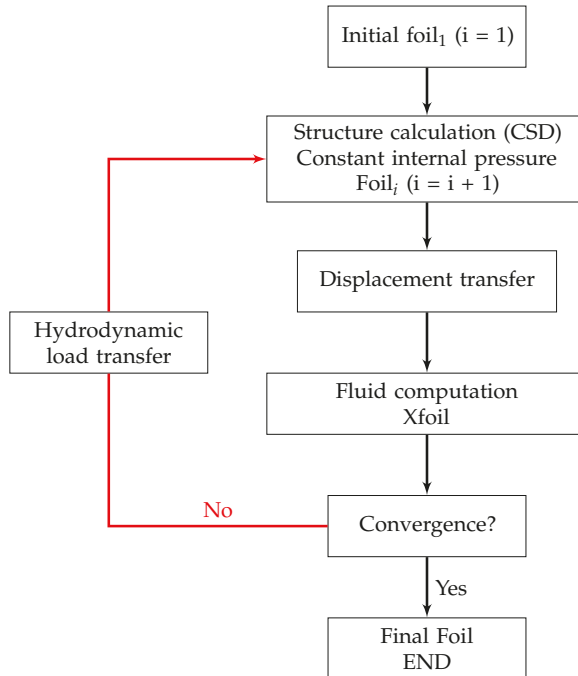 Initial foil₁ (i = 1)
Structure calculation (CSD)
Constant internal pressure
Foilᵢ (i = i + 1)
Displacement transfer
Hydrodynamic
load transfer
Fluid computation
Xfoil
No
Convergence?
Yes
Final Foil
END